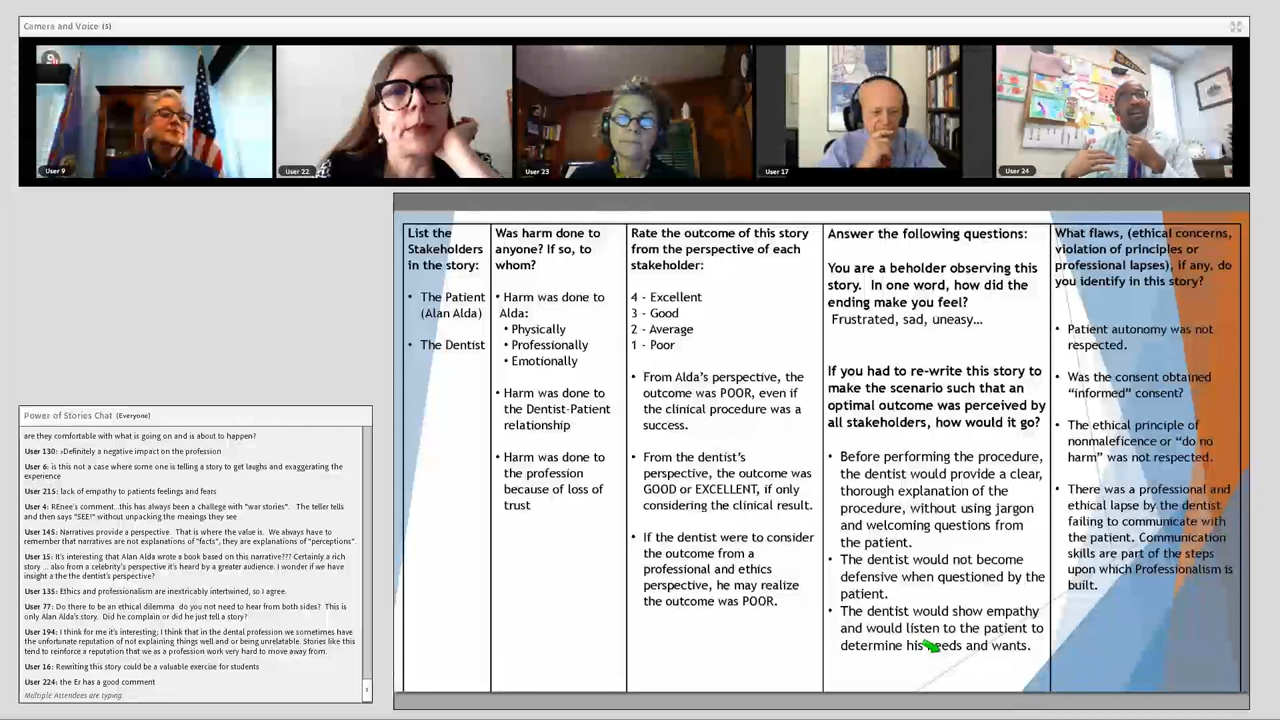 Camera and Voice (5)
User 9
User 22
User 23
User 17
User 24
List the
Stakeholders
in the story:
• The Patient
(Alan Alda)
• The Dentist
Was harm done to
anyone? If so, to
whom?
• Harm was done to
Alda:
• Physically
• Professionally
• Emotionally
• Harm was done to
the Dentist-Patient
relationship
• Harm was done to
the profession
because of loss of
trust
Rate the outcome of this story
from the perspective of each
stakeholder:
4 - Excellent
3 - Good
2 - Average
1 - Poor
• From Alda's perspective, the
outcome was POOR, even if
the clinical procedure was a
success.
• From the dentist's
perspective, the outcome was
GOOD or EXCELLENT, if only
considering the clinical result.
• If the dentist were to consider
the outcome from a
professional and ethics
perspective, he may realize
the outcome was POOR.
Answer the following questions:
You are a beholder observing this
story. In one word, how did the
ending make you feel?
Frustrated, sad, uneasy...
If you had to re-write this story to
make the scenario such that an
optimal outcome was perceived by
all stakeholders, how would it go?
• Before performing the procedure,
the dentist would provide a clear,
thorough explanation of the
procedure, without using jargon
and welcoming questions from
the patient.
• The dentist would not become
defensive when questioned by the
patient.
• The dentist would show empathy
and would listen to the patient to
determine his needs and wants.
What flaws, (ethical concerns,
violation of principles or
professional lapses), if any, do
you identify in this story?
• Patient autonomy was not
respected.
• Was the consent obtained
"informed" consent?
• The ethical principle of
nonmaleficence or "do no
harm" was not respected.
• There was a professional and
ethical lapse by the dentist
failing to communicate with
the patient. Communication
skills are part of the steps
upon which Professionalism is
built.
Power of Stories Chat (Everyone)
are they comfortable with what is going on and is about to happen?
User 130: >Definitely a negative impact on the profession
User 6: is this not a case where some one is telling a story to get laughs and exaggerating the
experience
User 215: lack of empathy to patients feelings and fears
User 4: REnee's comment...this has always been a challege with "war stories". The teller tells
and then says "SEE!" without unpacking the meanings they see
User 145: Narratives provide a perspective. That is where the value is. We always have to
remember that narratives are not explanations of "facts", they are explanations of "perceptions".
User 15: It's interesting that Alan Alda wrote a book based on this narrative??? Certainly a rich
story ... also from a celebrity's perspective it's heard by a greater audience. I wonder if we have
insight a the the dentist's perspective?
User 135: Ethics and professionalism are inextricably intertwined, so I agree.
User 77: Do there to be an ethical dilemma do you not need to hear from both sides? This is
only Alan Alda's story. Did he complain or did he just tell a story?
User 194: I think for me it's interesting; I think that in the dental profession we sometimes have
the unfortunate reputation of not explaining things well and or being unrelatable. Stories like this
tend to reinforce a reputation that we as a profession work very hard to move away from.
User 16: Rewriting this story could be a valuable exercise for students
User 224: the Er has a good comment
Multiple Attendees are typing.